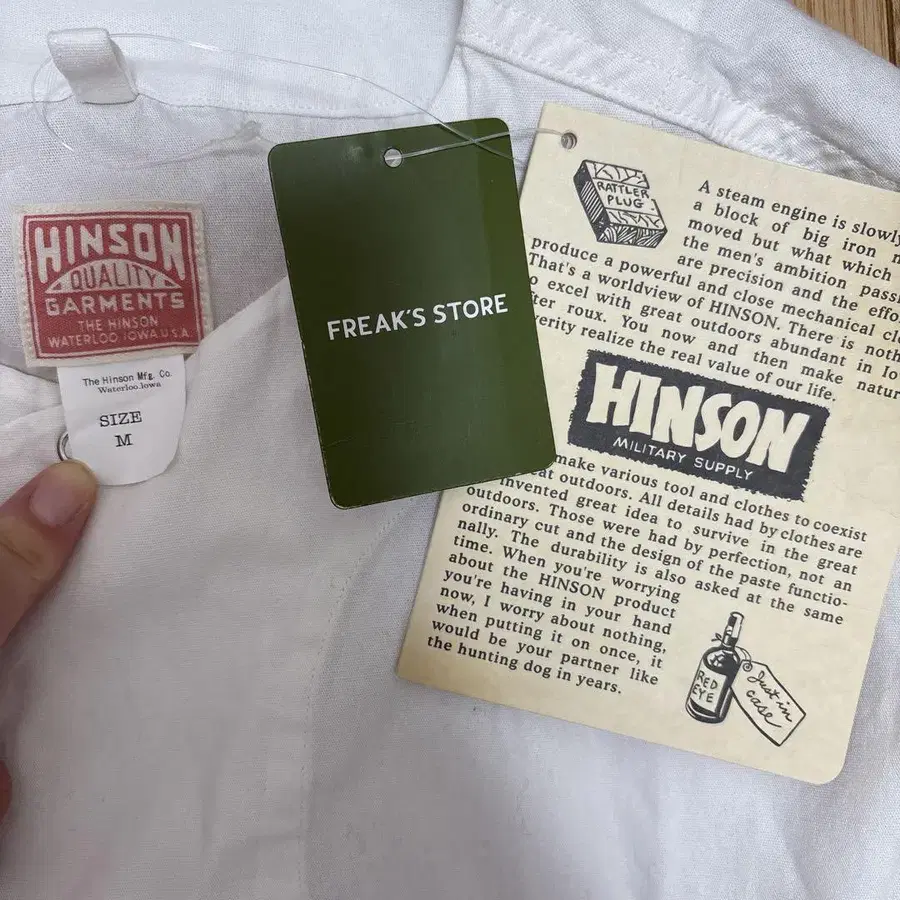 HINSON
QUALITY
GARMENTS
THE HINSON
WATERLOO IOWA U.S.A.
The Hinson Mfg. Co.
Waterloo.Iowa
SIZE
M
FREAK'S STORE
RATTLER
PLUG
A steam engine is slowly
a block of big iron
moved but what which
the men's ambition
are precision and the
produce a powerful and close mechanical
That's a worldview of HINSON. There is
excel with great outdoors abundant in
roux. You now and then make
realize the real value of our life.
HINSON
MILITARY SUPPLY
make various tool and clothes to coexist
outdoors. All details had by clothes are
invented great idea to survive in the great
outdoors. Those were had by perfection, not an
ordinary cut and the design of the paste functio-
nally. The durability is also asked at the same
time. When you're worrying
about the HINSON product
you're having in your hand
now, I worry about nothing,
when putting it on once, it
would be your partner like
the hunting dog in years.
RED
EYE
Just in
case